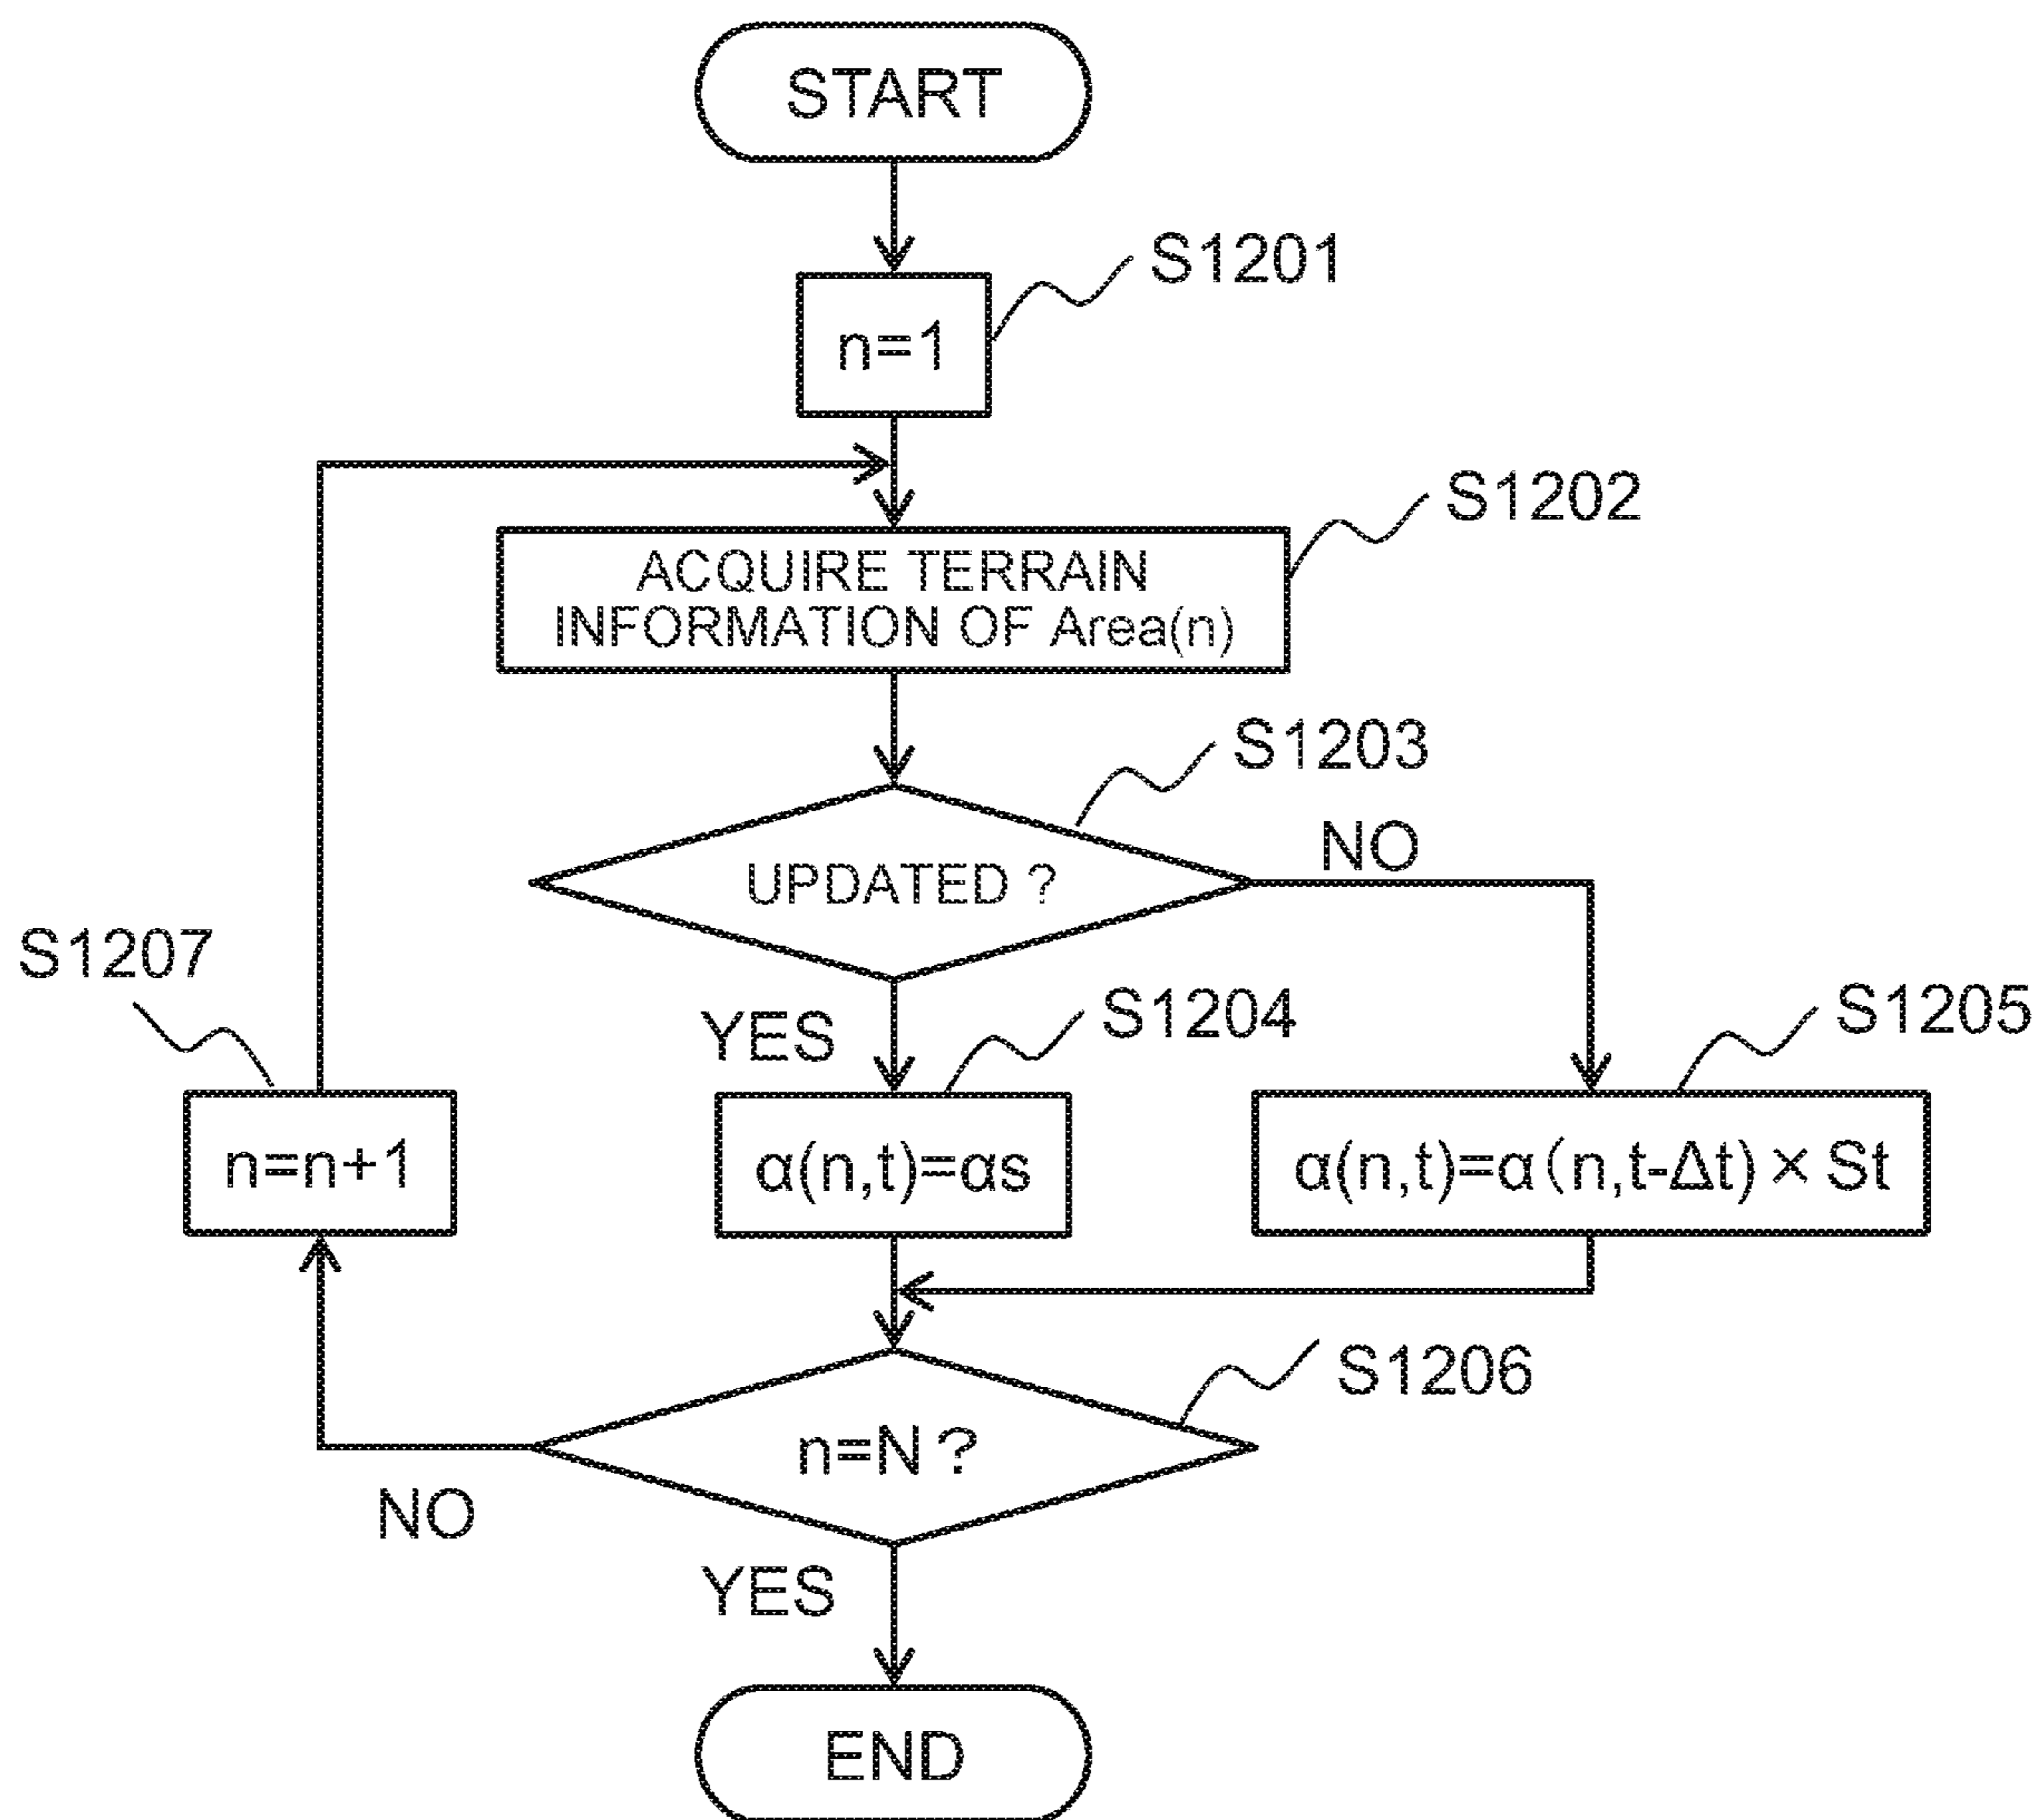 START
S1201
n=1
S1202
ACQUIRE TERRAIN
INFORMATION OF Area(n)
S1203
UPDATED ?
NO
S1207
YES
S1204
S1205
n=n+1
α(n,t)=αs
α(n,t)=α(n,t-Δt)×St
S1206
n=N ?
NO
YES
END